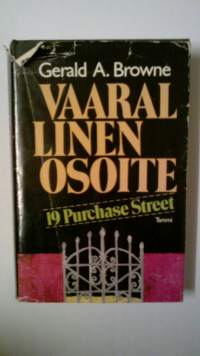 Gerald A. Browne
VAARAL
LINEN
OSOITE
19 Purchase Street
Tammi